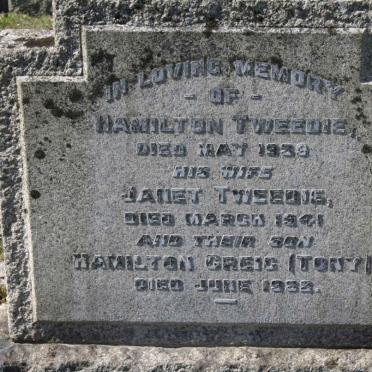 IN LOVING MEMORY
- OF -
HAMILTON TWEEDIE,
DIED MAY 1939
HIS WIFE
JANET TWEEDIE,
DIED MARCH 1941
AND THEIR SON
HAMILTON GREIG (TONY)
DIED JUNE